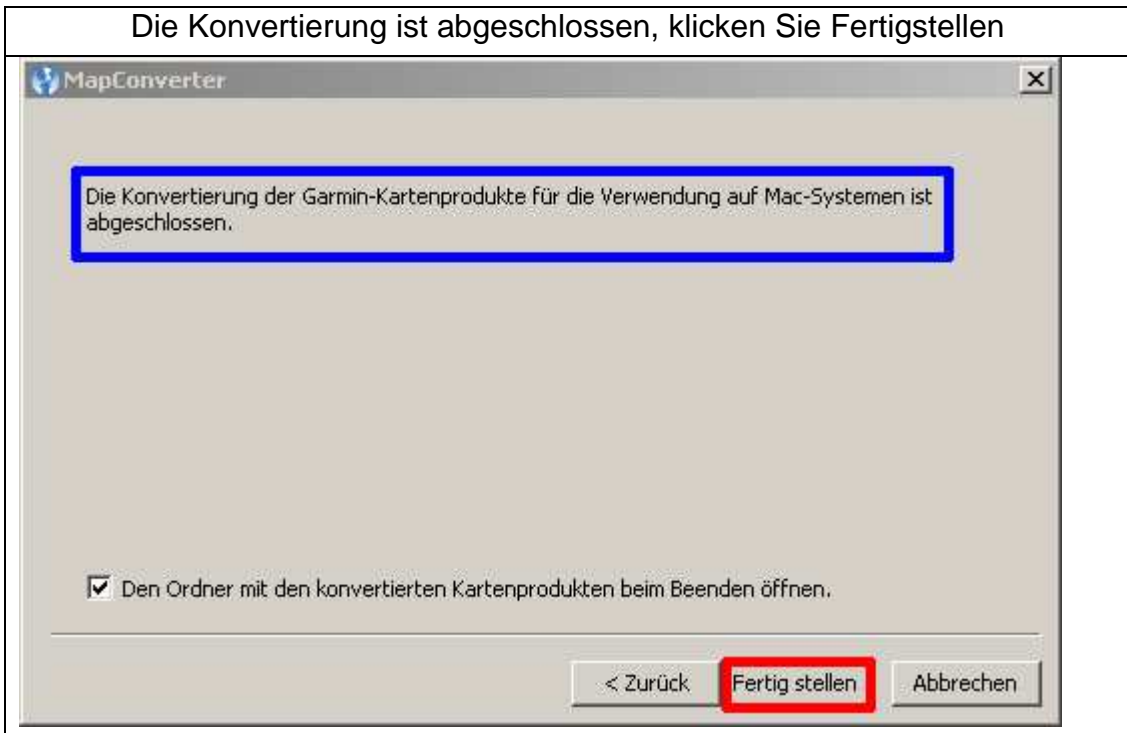 Die Konvertierung ist abgeschlossen, klicken Sie Fertigstellen
MapConverter
Die Konvertierung der Garmin-Kartenprodukte für die Verwendung auf Mac-Systemen ist
abgeschlossen.
Den Ordner mit den konvertierten Kartenprodukten beim Beenden öffnen.
< Zurück Fertig stellen Abbrechen